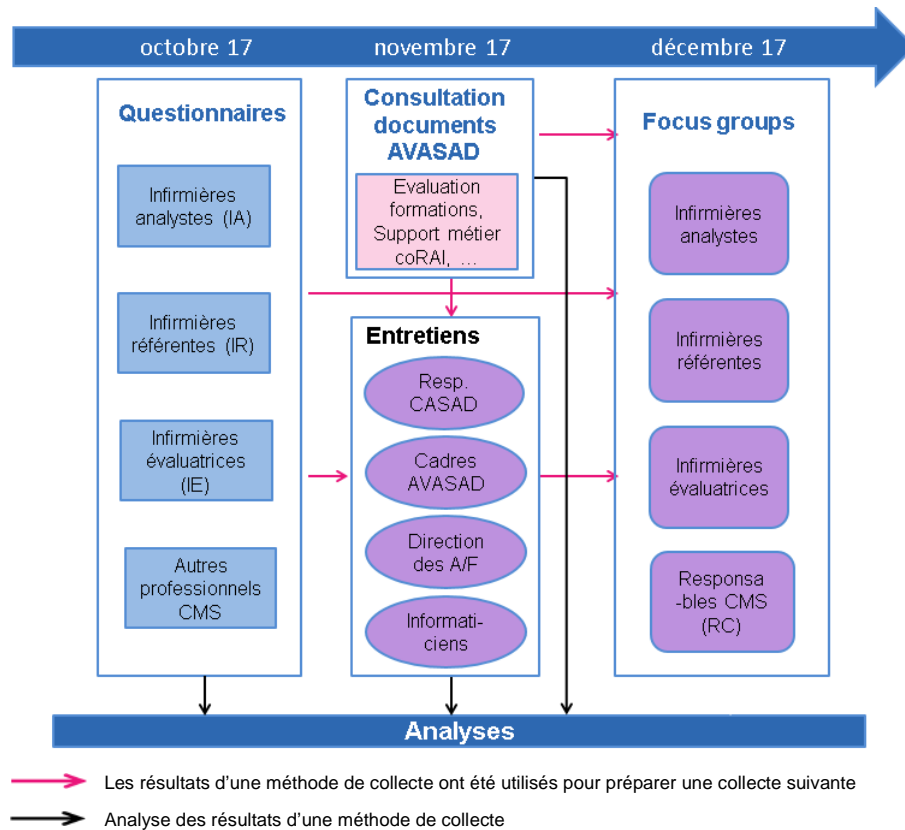 octobre 17
novembre 17
décembre 17
Questionnaires
Infirmières
analystes (IA)
Infirmières
référentes (IR)
Infirmières
évaluatrices
(IE)
Autres
professionnels
CMS
Consultation
documents
AVASAD
Evaluation
formations,
Support métier
coRAI, ...
Entretiens
Resp.
CASAD
Cadres
AVASAD
Direction
des A/F
Informati-
ciens
Focus groups
Infirmières
analystes
Infirmières
référentes
Infirmières
évaluatrices
Responsa
-bles CMS
(RC)
Analyses
Les résultats d’une méthode de collecte ont été utilisés pour préparer une collecte suivante
Analyse des résultats d’une méthode de collecte